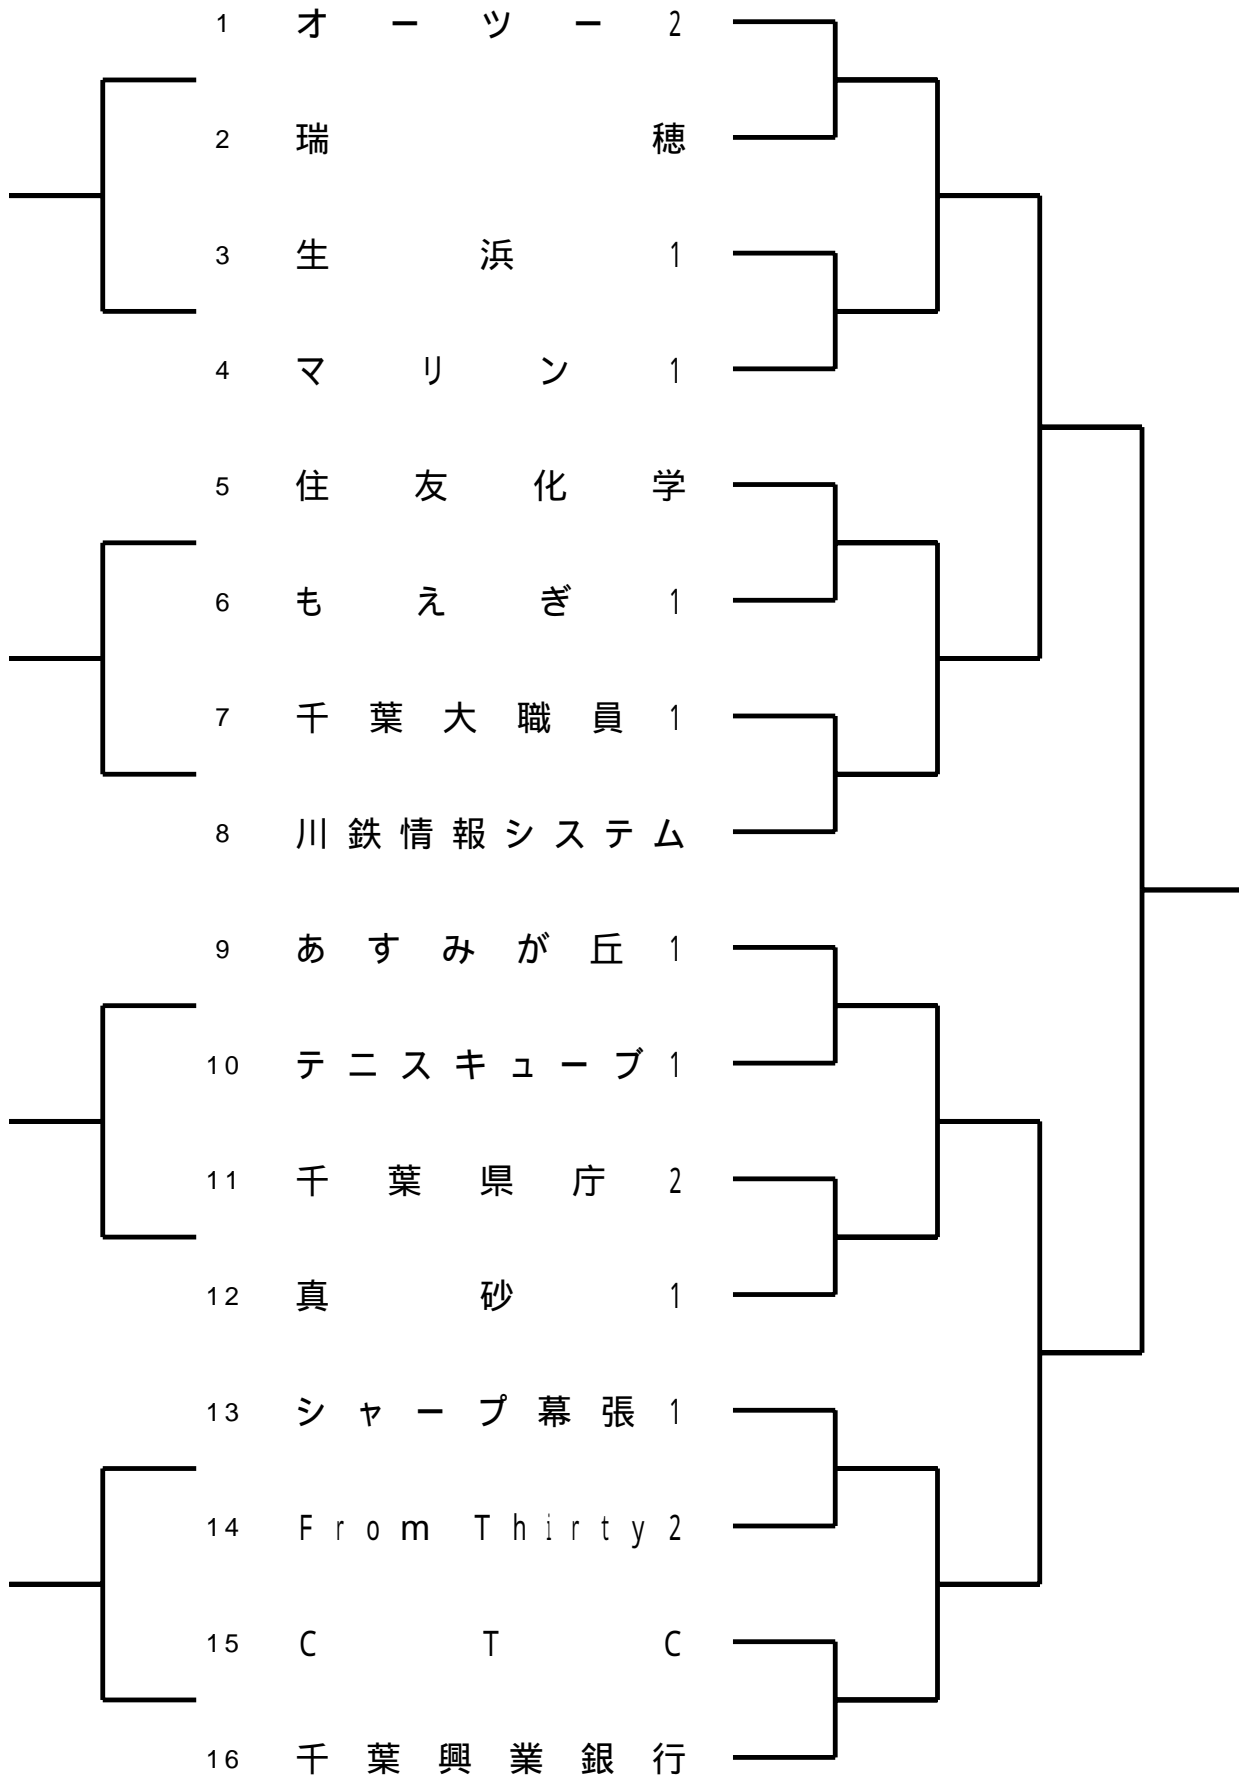 1 オーツー2
2 瑞穂
3 生浜1
4 マリン1
5 住友化学
6 もえぎ1
7 千葉大職員1
8 川鉄情報システム
9 あすみが丘1
10 テニスキューブ1
11 千葉県庁2
12 真砂1
13 シャープ幕張1
14 From Thirty2
15 CTC
16 千葉興業銀行